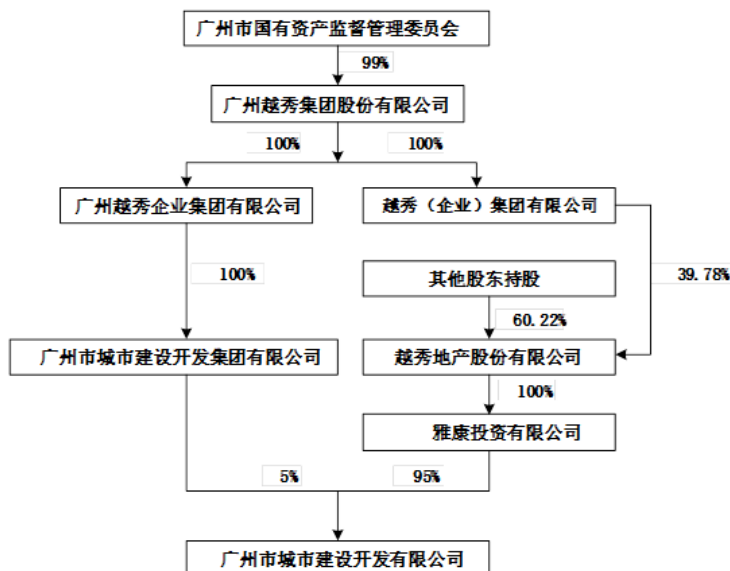 广州市国有资产监督管理委员会
99%
广州越秀集团股份有限公司
100% 100%
广州越秀企业集团有限公司 越秀（企业）集团有限公司
100% 其他股东持股 39.78%
60.22%
广州市城市建设开发集团有限公司 越秀地产股份有限公司
100%
雅康投资有限公司
5% 95%
广州市城市建设开发有限公司